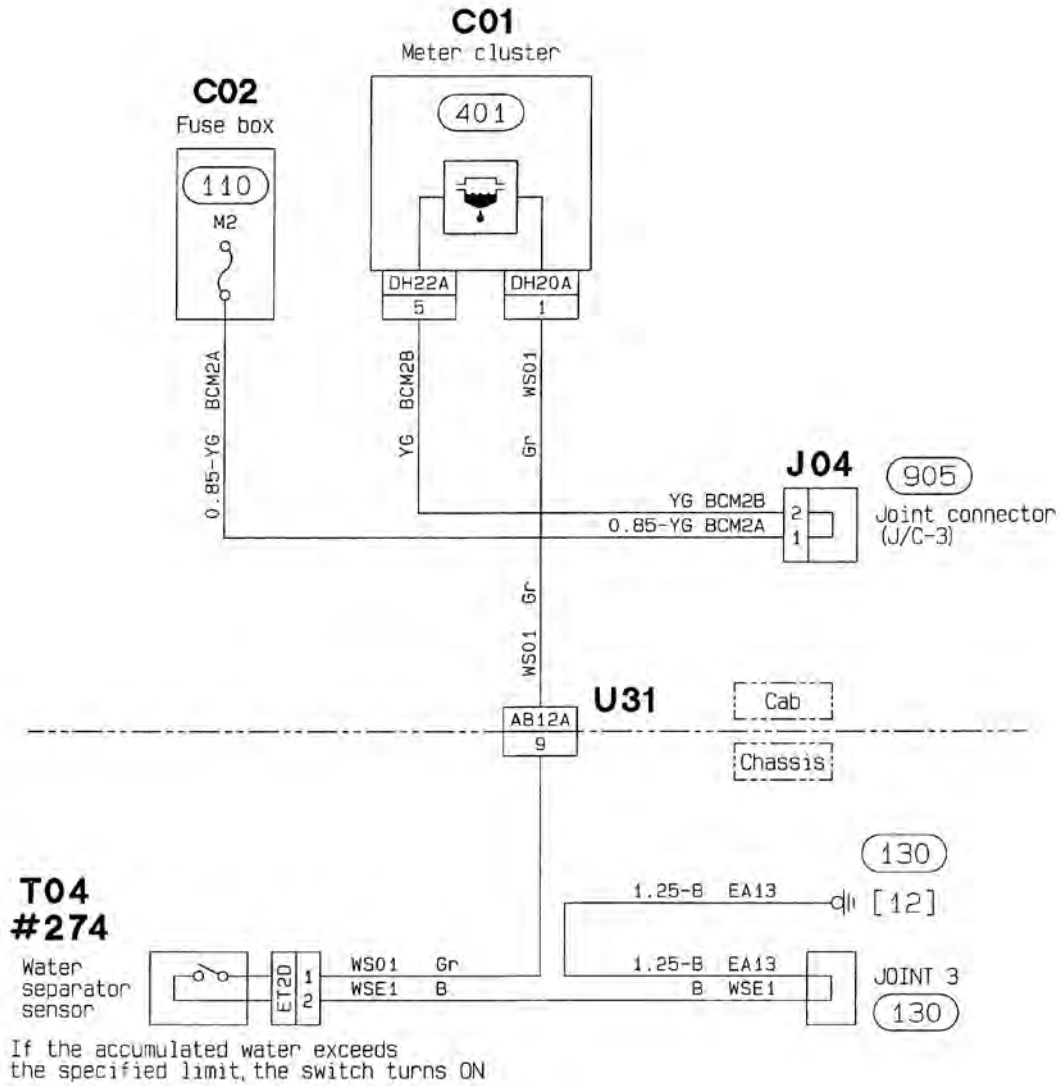 C01
Meter cluster
401
C02
Fuse box
110
M2
DH22A
5
DH20A
1
0.85-YG BCM2A
YG BCM2B
Gr WS01
J04
905
Joint connector
(J/C-3)
YG BCM2B
2
0.85-YG BCM2A
1
WS01 Gr
U31
AB12A
9
Cab
Chassis
130
1.25-B EA13
[12]
T04
#274
Water
separator
sensor
ET2D
1
2
WS01 Gr
WSE1 B
1.25-B EA13
B WSE1
JOINT 3
130
If the accumulated water exceeds
the specified limit, the switch turns ON